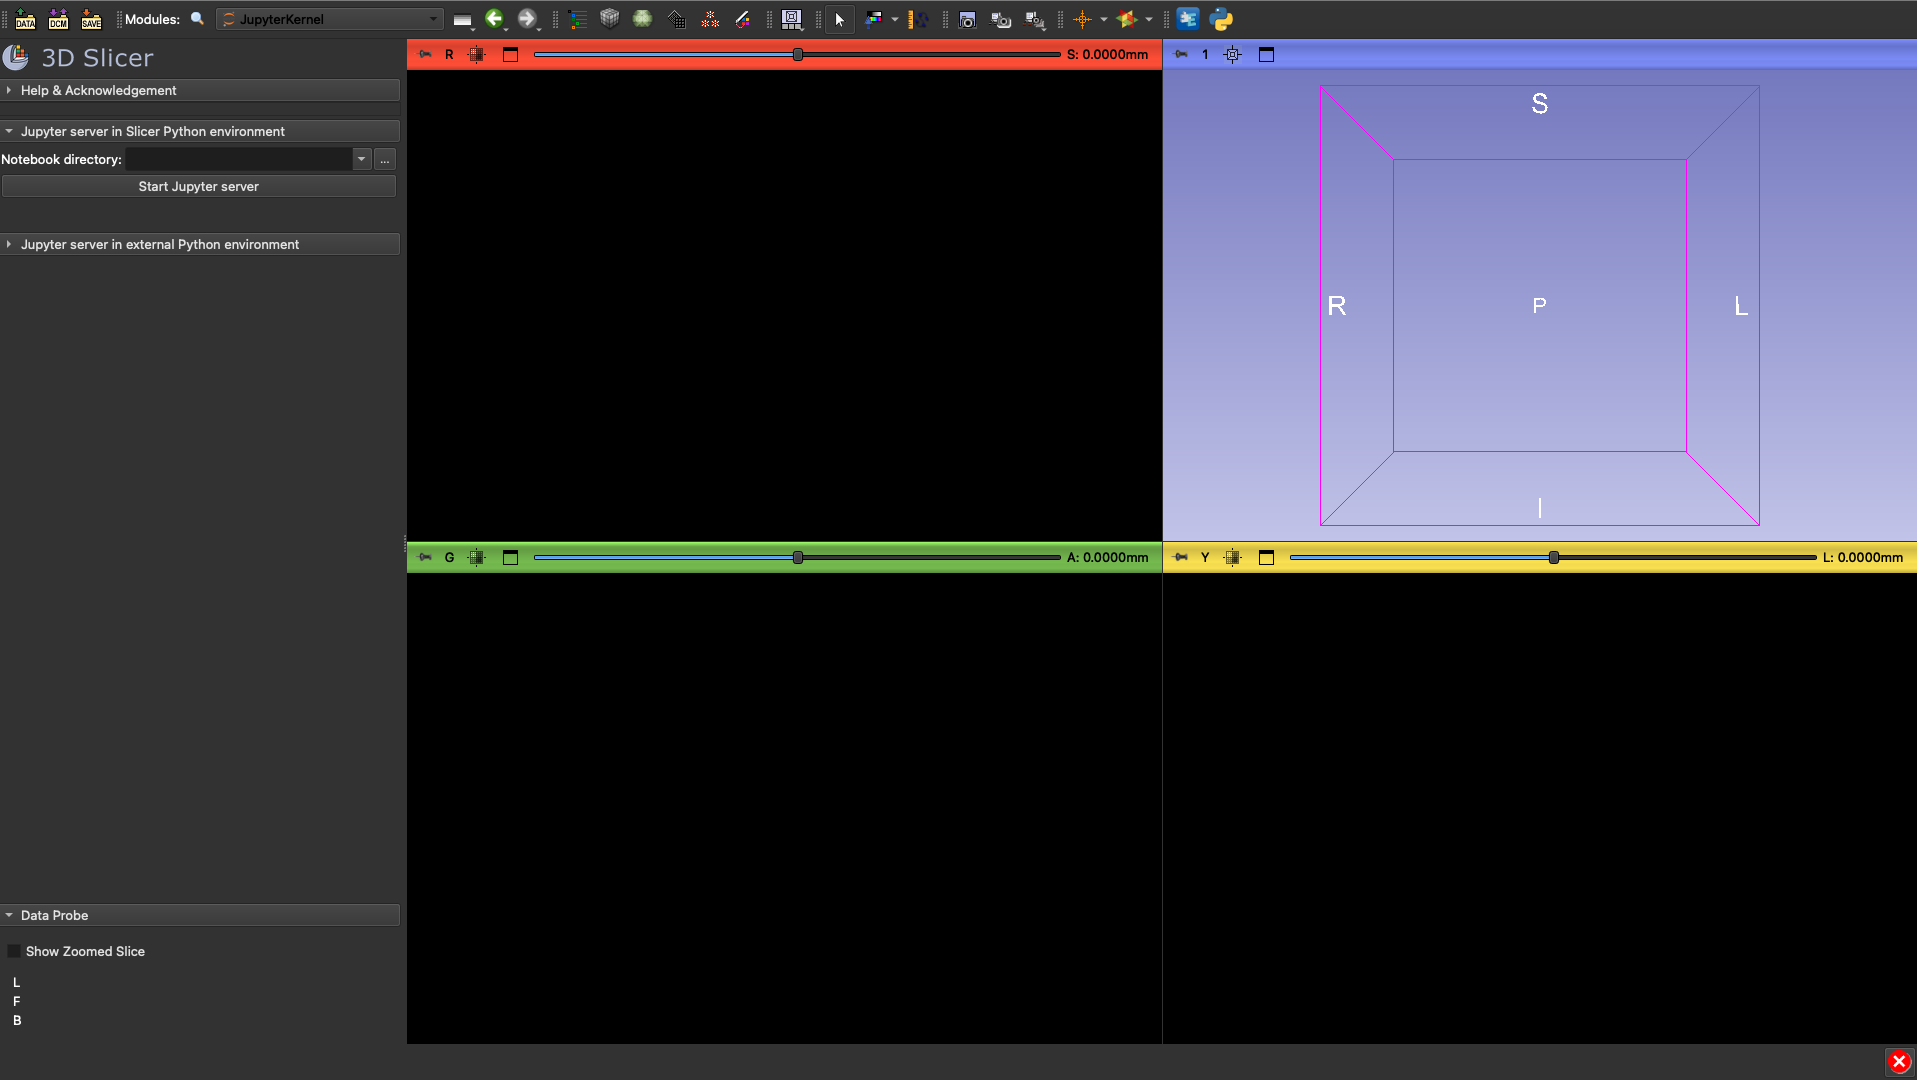 DATA DCM SAVE Modules: JupyterKernel
3D Slicer
Help & Acknowledgement
Jupyter server in Slicer Python environment
Notebook directory: ...
Start Jupyter server
Jupyter server in external Python environment
Data Probe
Show Zoomed Slice
L
F
B
R S: 0.0000mm
1
S
R P L
I
G A: 0.0000mm
Y L: 0.0000mm